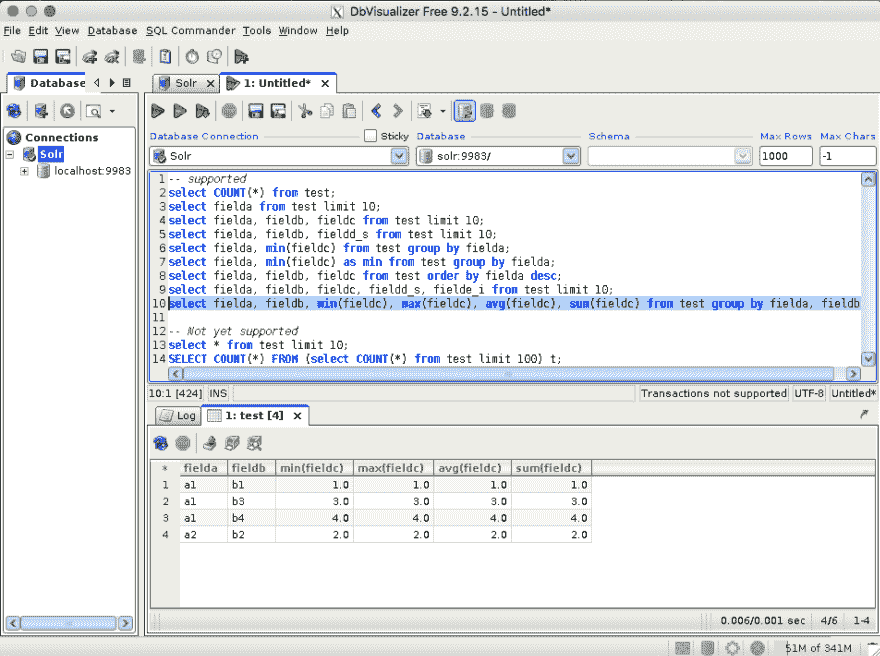 DbVisualizer Free 9.2.15 - Untitled*
File Edit View Database SQL Commander Tools Window Help
Database
Solr
1: Untitled*
Connections
Solr
localhost:9983
Database Connection Sticky Database Schema Max Rows Max Chars
Solr solr:9983/ 1000 -1
1 -- supported
2 select COUNT(*) from test;
3 select fielda from test limit 10;
4 select fielda, fieldb, fieldc from test limit 10;
5 select fielda, fieldb, fieldd_s from test limit 10;
6 select fielda, min(fieldc) from test group by fielda;
7 select fielda, min(fieldc) as min from test group by fielda;
8 select fielda, fieldb, fieldc from test order by fielda desc;
9 select fielda, fieldb, fieldc, fieldd_s, fielde_i from test limit 10;
10 select fielda, fieldb, min(fieldc), max(fieldc), avg(fieldc), sum(fieldc) from test group by fielda, fieldb
11
12 -- Not yet supported
13 select * from test limit 10;
14 SELECT COUNT(*) FROM (select COUNT(*) from test limit 100) t;
10:1 [424] INS Transactions not supported UTF-8 Untitled*
Log 1: test [4]
* fielda fieldb min(fieldc) max(fieldc) avg(fieldc) sum(fieldc)
1 a1 b1 1.0 1.0 1.0 1.0
2 a1 b3 3.0 3.0 3.0 3.0
3 a1 b4 4.0 4.0 4.0 4.0
4 a2 b2 2.0 2.0 2.0 2.0
0.006/0.001 sec 4/6 1-4
51M of 341M